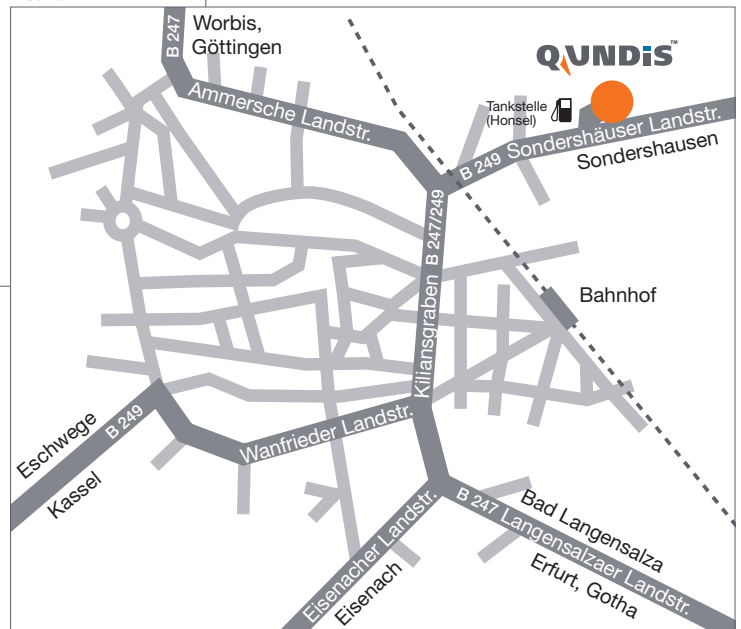 B 247
Worbis,
Göttingen
QUNDIS™
Ammersche Landstr.
Tankstelle
(Honsel)
B 249 Sondershäuser Landstr.
Sondershausen
Kiliansgraben B 247/249
Bahnhof
Eschwege
B 249
Kassel
Wanfrieder Landstr.
Eisenacher Landstr.
Eisenach
B 247 Langensalzaer Landstr.
Bad Langensalza
Erfurt, Gotha